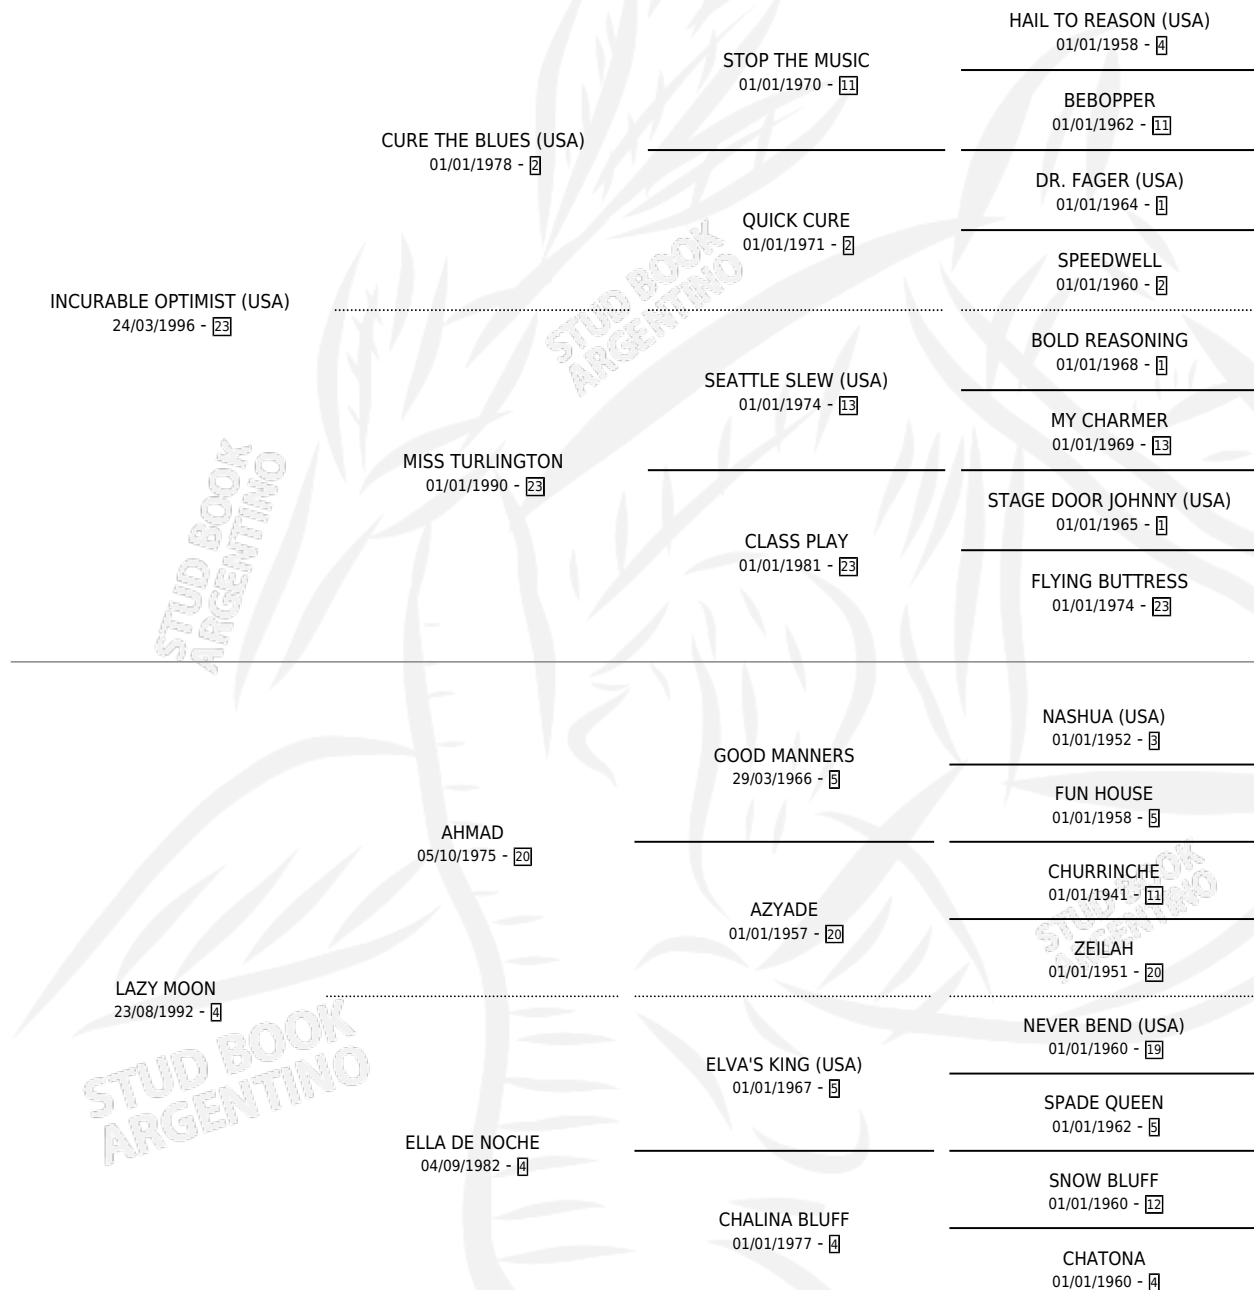 HAIL TO REASON (USA)
01/01/1958 - 4
STOP THE MUSIC
01/01/1970 - 11
BEBOPPER
01/01/1962 - 11
CURE THE BLUES (USA)
01/01/1978 - 2
DR. FAGER (USA)
01/01/1964 - 1
QUICK CURE
01/01/1971 - 2
SPEEDWELL
01/01/1960 - 2
INCURABLE OPTIMIST (USA)
24/03/1996 - 23
STUD BOOK
ARGENTINO
BOLD REASONING
01/01/1968 - 1
SEATTLE SLEW (USA)
01/01/1974 - 13
MY CHARMER
01/01/1969 - 13
MISS TURLINGTON
01/01/1990 - 23
STAGE DOOR JOHNNY (USA)
01/01/1965 - 1
CLASS PLAY
01/01/1981 - 23
FLYING BUTTRESS
01/01/1974 - 23
STUD BOOK
ARGENTINO
NASHUA (USA)
01/01/1952 - 3
GOOD MANNERS
29/03/1966 - 5
FUN HOUSE
01/01/1958 - 5
AHMAD
05/10/1975 - 20
CHURRINCHE
01/01/1941 - 11
AZYADE
01/01/1957 - 20
ZEILAH
01/01/1951 - 20
STUD BOOK
ARGENTINO
LAZY MOON
23/08/1992 - 4
NEVER BEND (USA)
01/01/1960 - 19
ELVA'S KING (USA)
01/01/1967 - 5
SPADE QUEEN
01/01/1962 - 5
STUD BOOK
ARGENTINO
ELLA DE NOCHE
04/09/1982 - 4
SNOW BLUFF
01/01/1960 - 12
CHALINA BLUFF
01/01/1977 - 4
CHATONA
01/01/1960 - 4